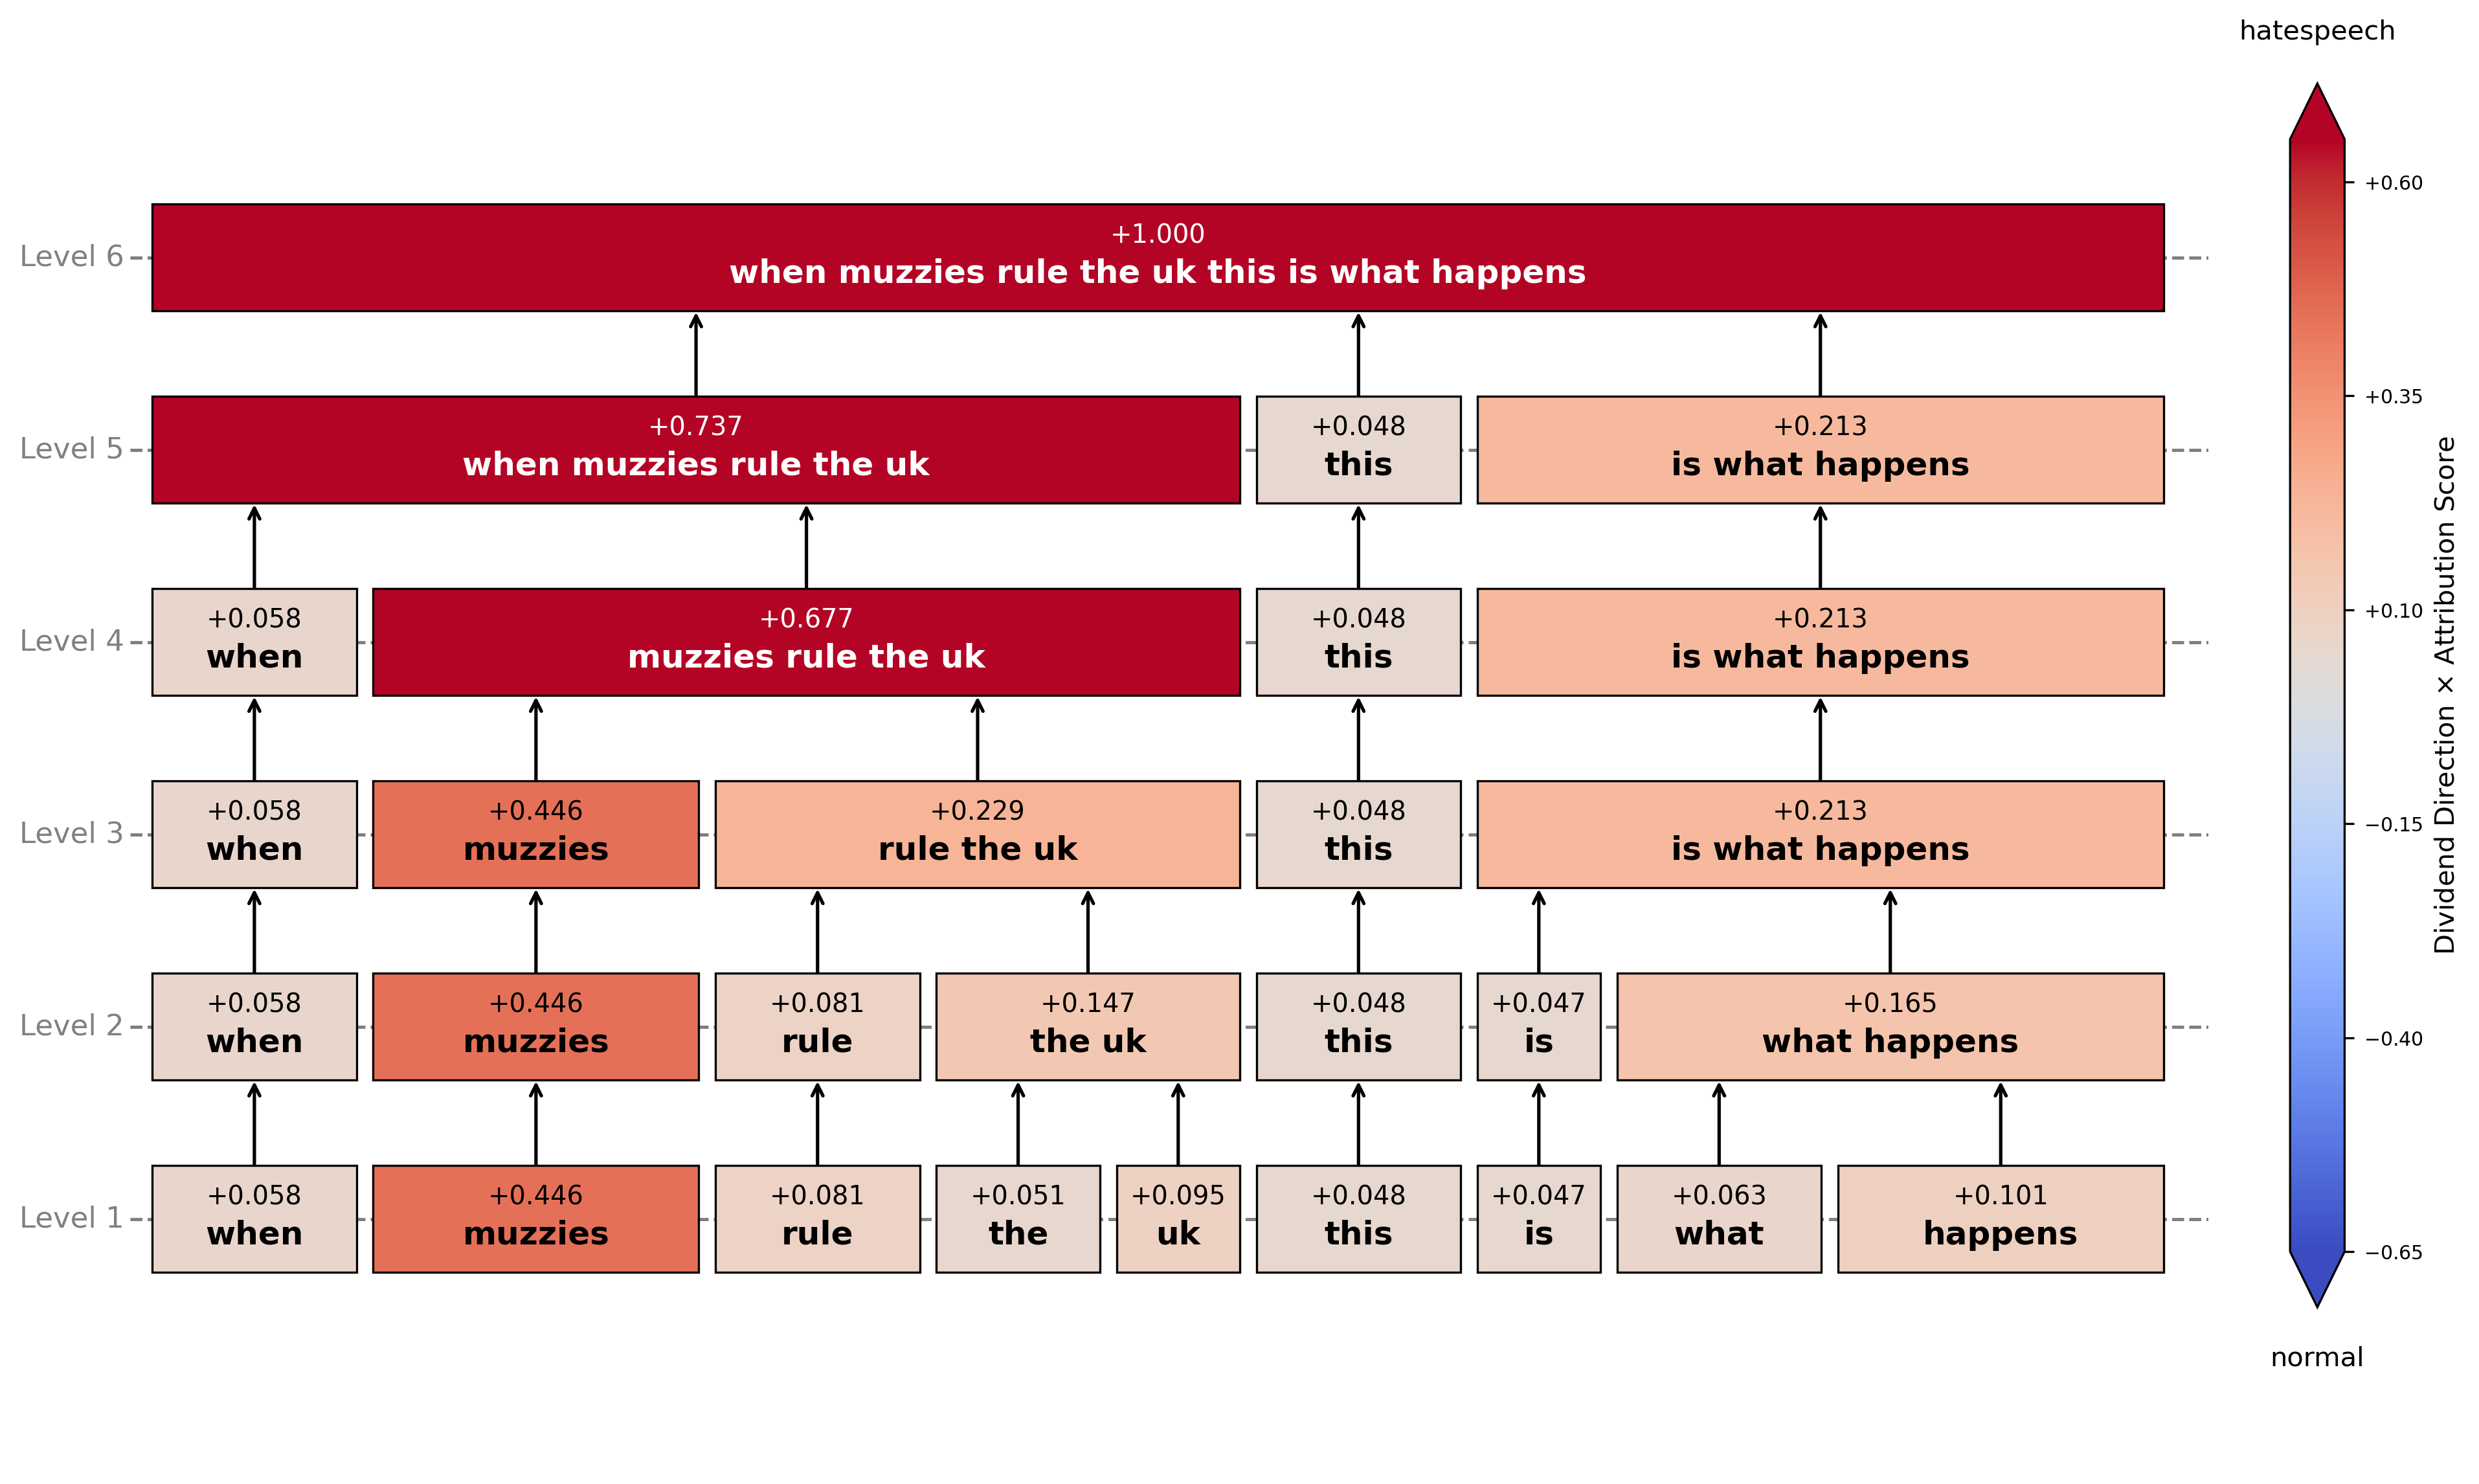 hatespeech
Level 6
+1.000
when muzzies rule the uk this is what happens
Level 5
+0.737
when muzzies rule the uk
+0.048
this
+0.213
is what happens
Level 4
+0.058
when
+0.677
muzzies rule the uk
+0.048
this
+0.213
is what happens
Level 3
+0.058
when
+0.446
muzzies
+0.229
rule the uk
+0.048
this
+0.213
is what happens
Level 2
+0.058
when
+0.446
muzzies
+0.081
rule
+0.147
the uk
+0.048
this
+0.047
is
+0.165
what happens
Level 1
+0.058
when
+0.446
muzzies
+0.081
rule
+0.051
the
+0.095
uk
+0.048
this
+0.047
is
+0.063
what
+0.101
happens
+0.60
+0.35
+0.10
−0.15
−0.40
−0.65
Dividend Direction × Attribution Score
normal